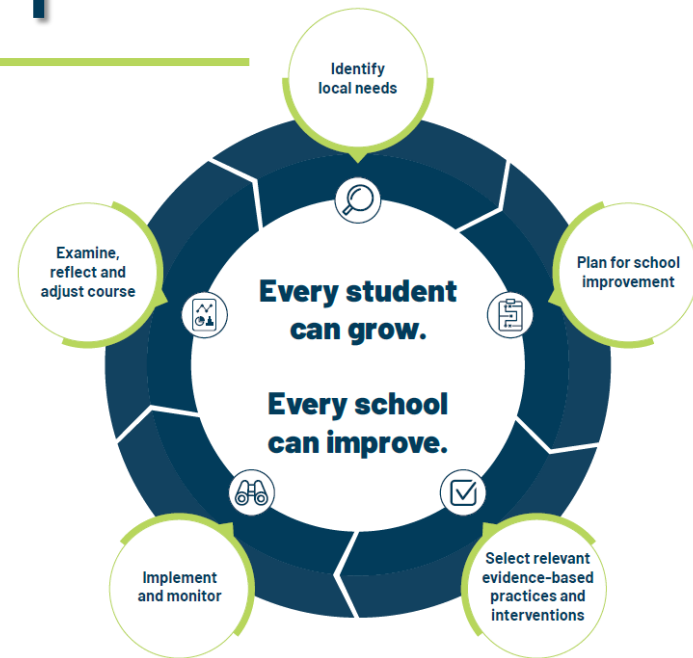 Identify
local needs
Plan for school
improvement
Select relevant
evidence-based
practices and
interventions
Implement
and monitor
Examine,
reflect and
adjust course
Every student
can grow.
Every school
can improve.